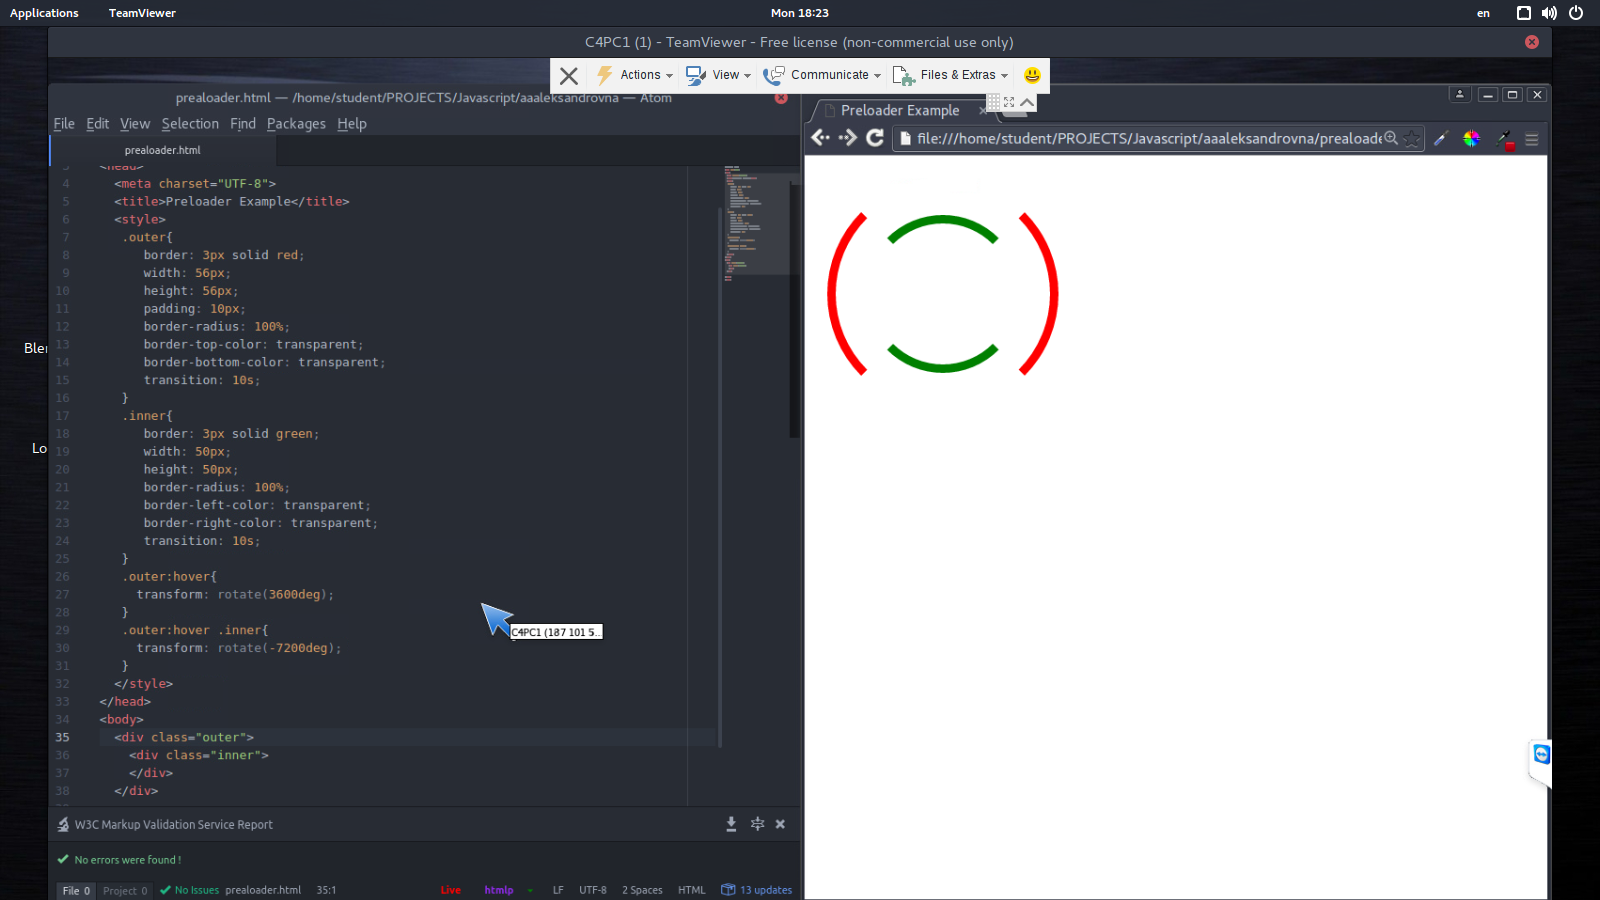 Applications TeamViewer Mon 18:23 en
C4PC1 (1) - TeamViewer - Free license (non-commercial use only)
Actions View Communicate Files & Extras
prealoader.html — /home/student/PROJECTS/Javascript/aaaleksandrovna — Atom
File Edit View Selection Find Packages Help
prealoader.html
Preloader Example
file:///home/student/PROJECTS/Javascript/aaaleksandrovna/prealoade
3 <head>
4 <meta charset="UTF-8">
5 <title>Preloader Example</title>
6 <style>
7 .outer{
8 border: 3px solid red;
9 width: 56px;
10 height: 56px;
11 padding: 10px;
12 border-radius: 100%;
13 border-top-color: transparent;
14 border-bottom-color: transparent;
15 transition: 10s;
16 }
17 .inner{
18 border: 3px solid green;
19 width: 50px;
20 height: 50px;
21 border-radius: 100%;
22 border-left-color: transparent;
23 border-right-color: transparent;
24 transition: 10s;
25 }
26 .outer:hover{
27 transform: rotate(3600deg);
28 }
29 .outer:hover .inner{
30 transform: rotate(-7200deg);
31 }
32 </style>
33 </head>
34 <body>
35 <div class="outer">
36 <div class="inner">
37 </div>
38 </div>
C4PC1 (187 101 5...
Ble
Lo
W3C Markup Validation Service Report
No errors were found !
File 0 Project 0 No Issues prealoader.html 35:1 Live htmlp - LF UTF-8 2 Spaces HTML 13 updates